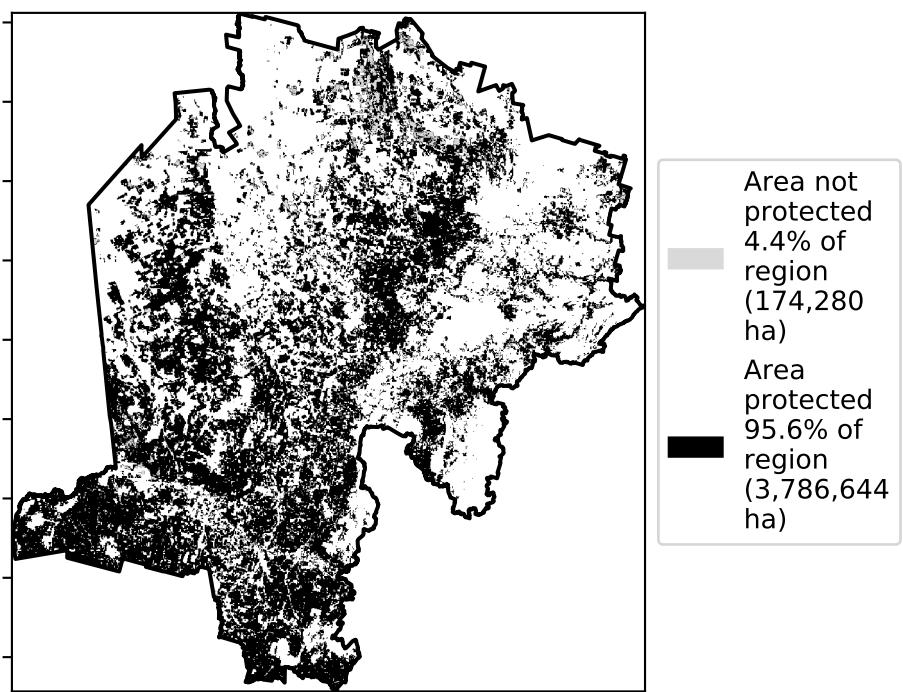 Area not
protected
4.4% of
region
(174,280
ha)
Area
protected
95.6% of
region
(3,786,644
ha)